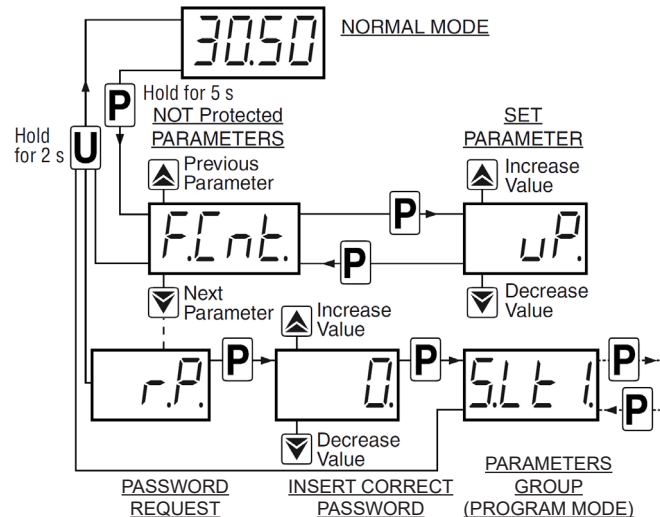 30.50
NORMAL MODE
P
Hold for 5 s
Hold
for 2 s
U
NOT Protected
PARAMETERS
SET
PARAMETER
Previous
Parameter
Increase
Value
F.Cnt.
P
P
uP.
Next
Parameter
Increase
Value
Decrease
Value
r.P.
P
0.
P
S.Lt1.
P
P
Decrease
Value
PASSWORD
REQUEST
INSERT CORRECT
PASSWORD
PARAMETERS
GROUP
(PROGRAM MODE)